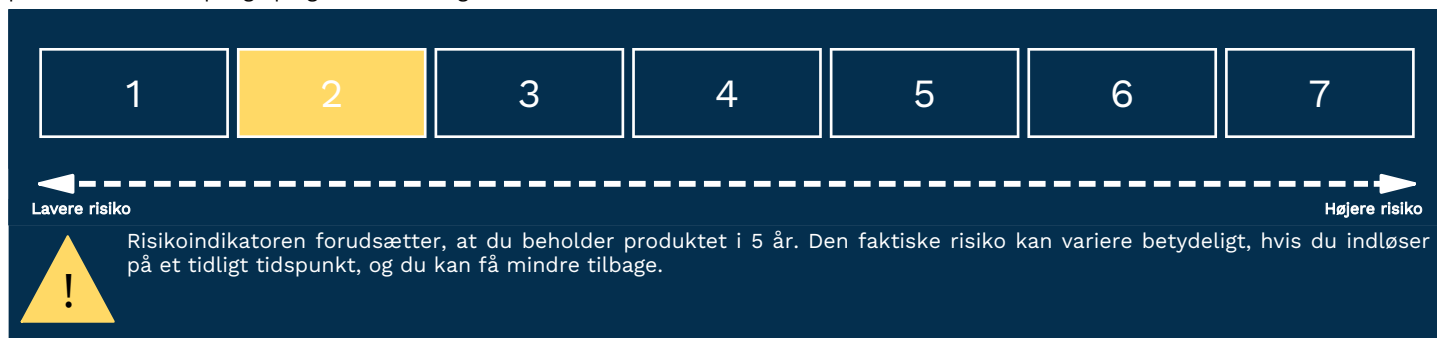 1 2 3 4 5 6 7
Lavere risiko Højere risiko
Risikoindikatoren forudsætter, at du beholder produktet i 5 år. Den faktiske risiko kan variere betydeligt, hvis du indløser
på et tidligt tidspunkt, og du kan få mindre tilbage.
!